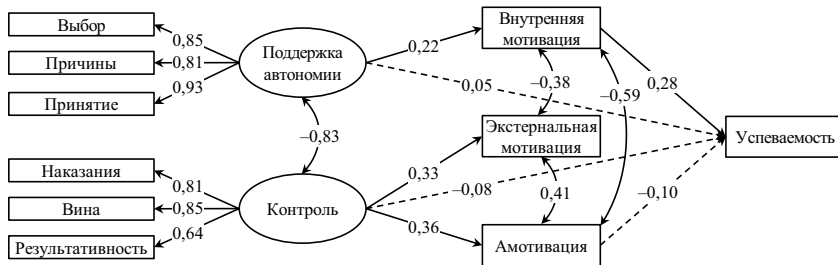 Выбор
Причины
Принятие
0,85
0,81
0,93
Поддержка
автономии
0,22
Внутренняя
мотивация
–0,38
0,05
–0,59
0,28
–0,83
Экстернальная
мотивация
Успеваемость
Наказания
Вина
Результативность
0,81
0,85
0,64
Контроль
0,33
–0,08
0,36
0,41
–0,10
Амотивация